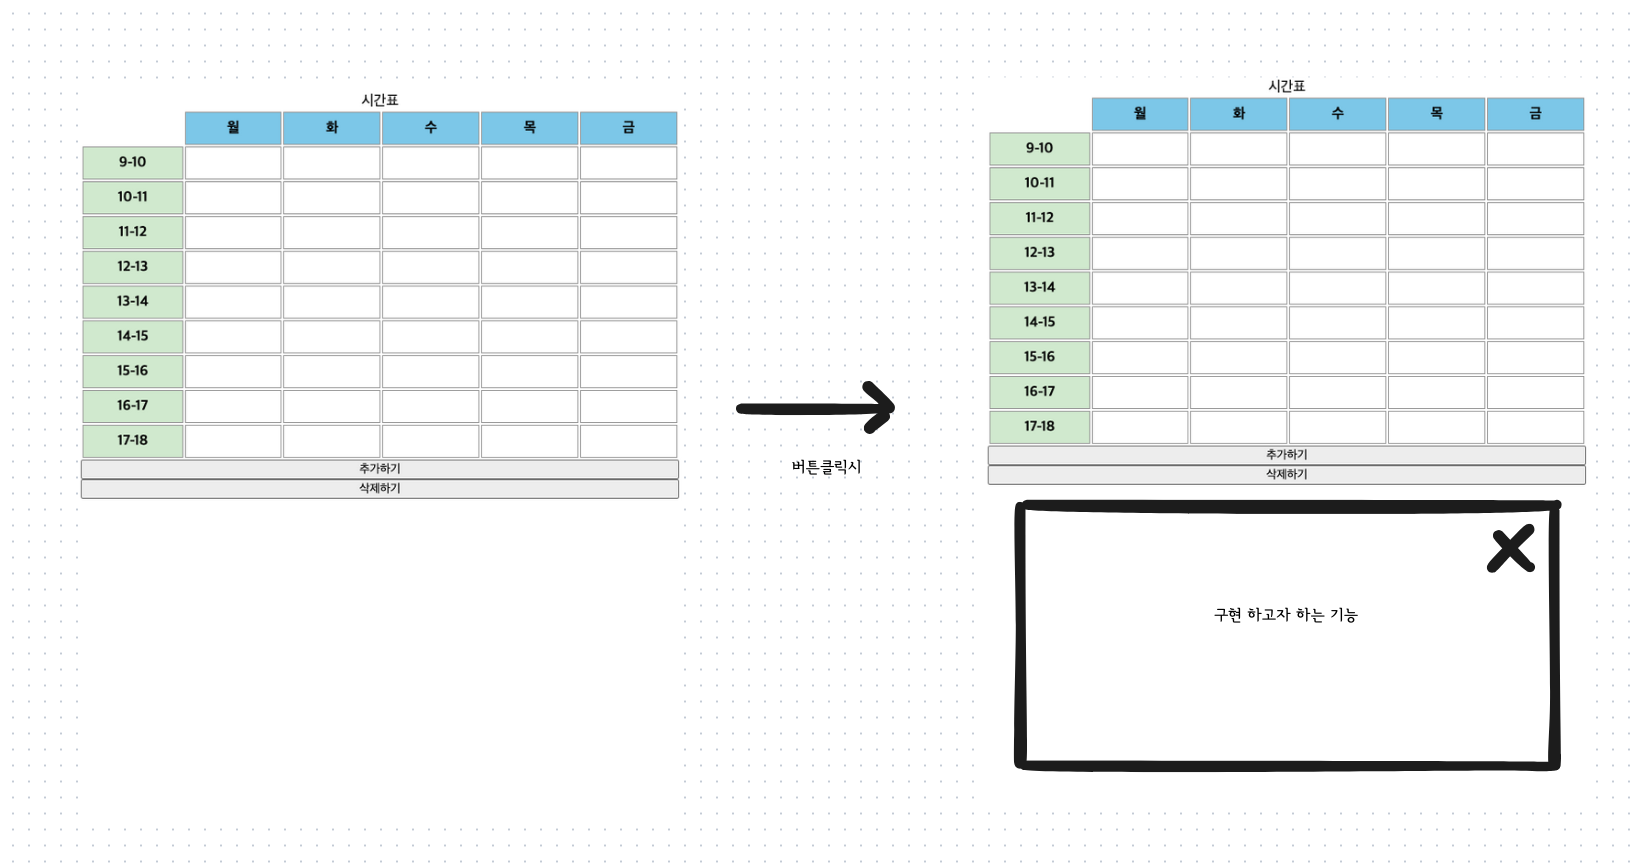 시간표
월 화 수 목 금
9-10
10-11
11-12
12-13
13-14
14-15
15-16
16-17
17-18
추가하기
삭제하기
버튼클릭시
시간표
월 화 수 목 금
9-10
10-11
11-12
12-13
13-14
14-15
15-16
16-17
17-18
추가하기
삭제하기
구현 하고자 하는 기능